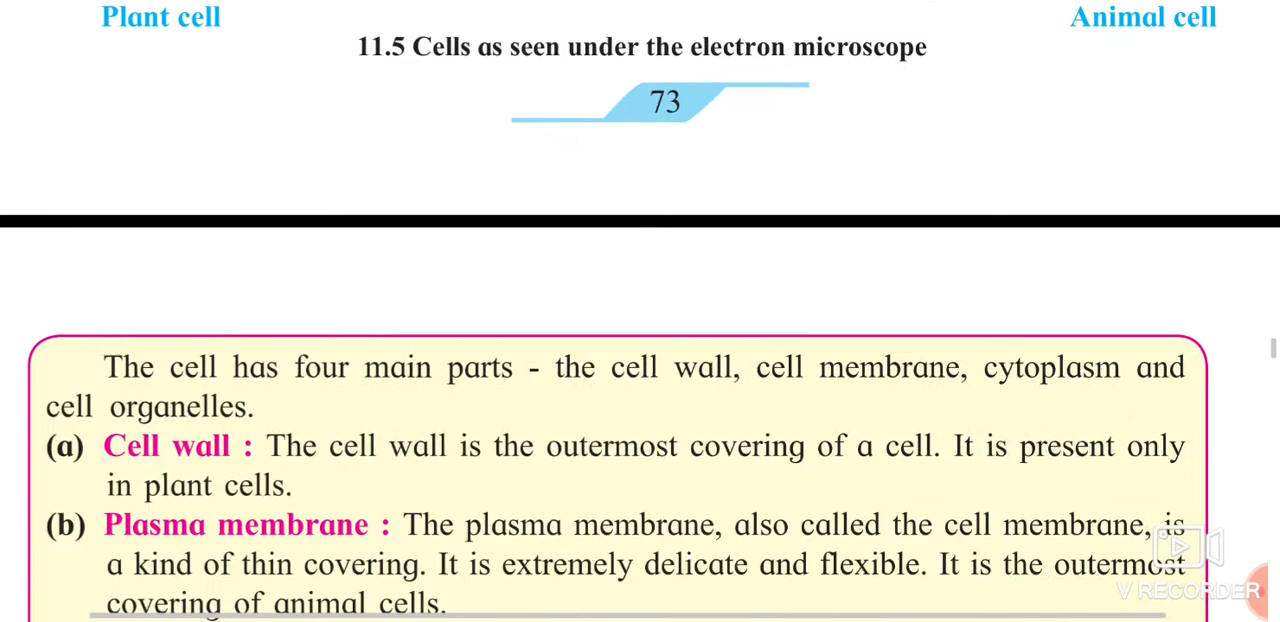 Plant cell
Animal cell
11.5 Cells as seen under the electron microscope
73
The cell has four main parts - the cell wall, cell membrane, cytoplasm and
cell organelles.
(a) Cell wall : The cell wall is the outermost covering of a cell. It is present only
in plant cells.
(b) Plasma membrane : The plasma membrane, also called the cell membrane, is
a kind of thin covering. It is extremely delicate and flexible. It is the outermost
covering of animal cells.
V RECORDER